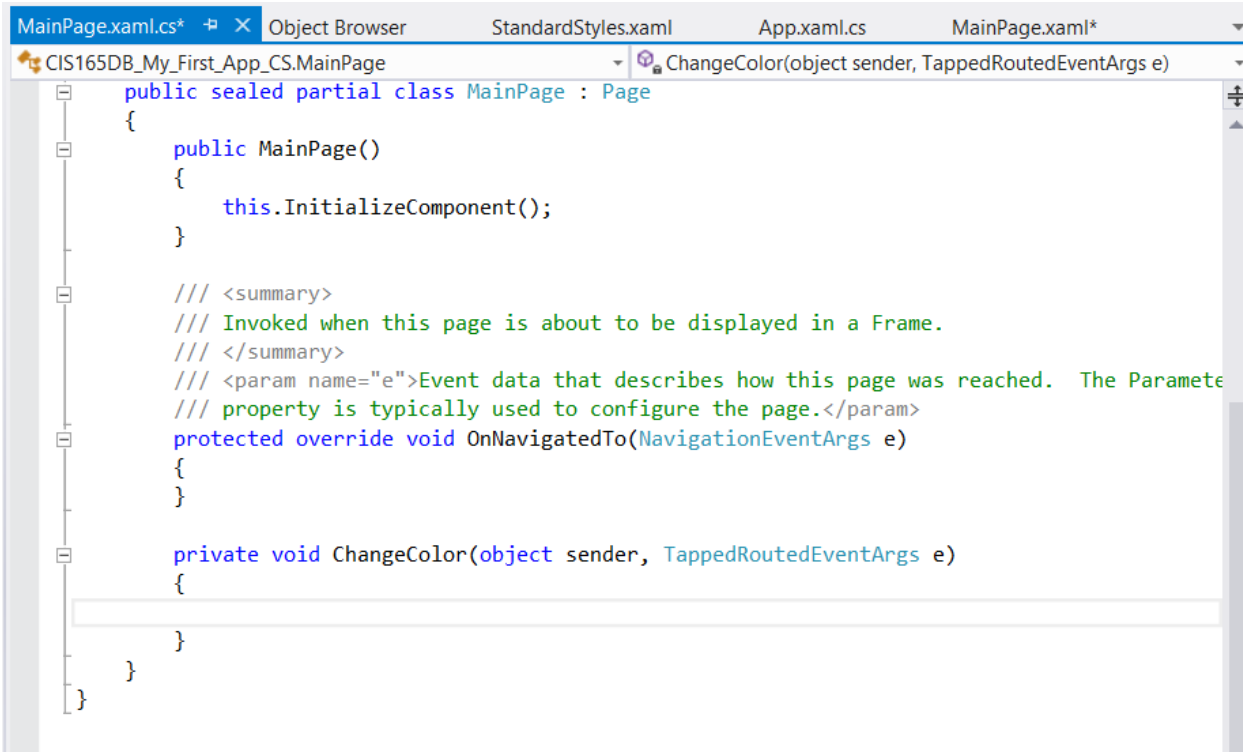 MainPage.xaml.cs* Object Browser StandardStyles.xaml App.xaml.cs MainPage.xaml*
CIS165DB_My_First_App_CS.MainPage ChangeColor(object sender, TappedRoutedEventArgs e)
public sealed partial class MainPage : Page
{
public MainPage()
{
this.InitializeComponent();
}
/// <summary>
/// Invoked when this page is about to be displayed in a Frame.
/// </summary>
/// <param name="e">Event data that describes how this page was reached.  The Paramete
/// property is typically used to configure the page.</param>
protected override void OnNavigatedTo(NavigationEventArgs e)
{
}
private void ChangeColor(object sender, TappedRoutedEventArgs e)
{
}
}
}